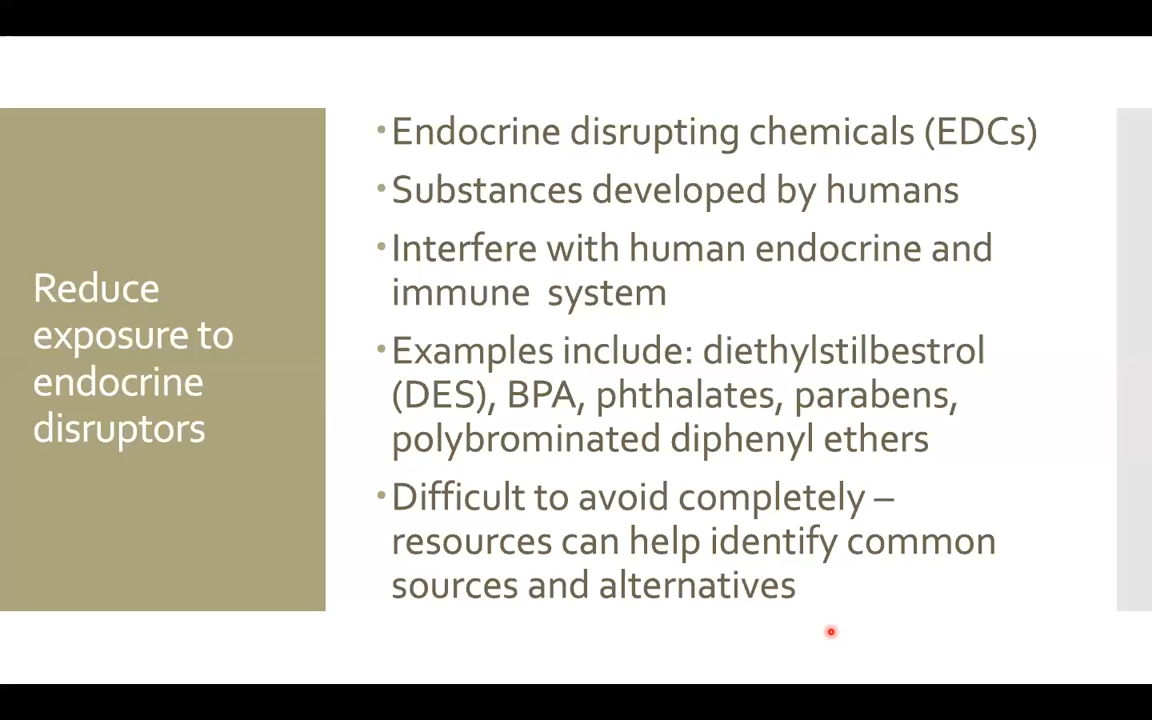 Reduce
exposure to
endocrine
disruptors
• Endocrine disrupting chemicals (EDCs)
• Substances developed by humans
• Interfere with human endocrine and
immune  system
• Examples include: diethylstilbestrol
(DES), BPA, phthalates, parabens,
polybrominated diphenyl ethers
• Difficult to avoid completely –
resources can help identify common
sources and alternatives